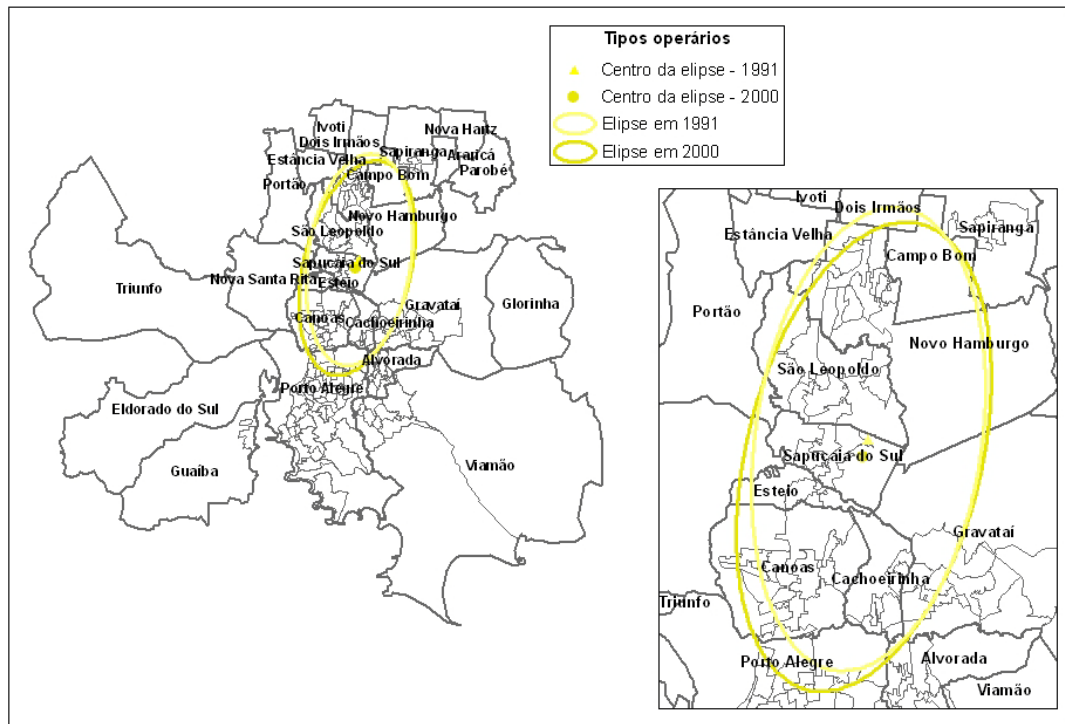 Tipos operários
Centro da elipse - 1991
Centro da elipse - 2000
Elipse em 1991
Elipse em 2000
Ivoti
Nova Hartz
Dois Irmãos
Sapiranga
Araricá
Estância Velha
Parobé
Campo Bom
Portão
Novo Hamburgo
São Leopoldo
Sapucaia do Sul
Nova Santa Rita
Esteio
Triunfo
Gravataí
Glorinha
Canoas
Cachoeirinha
Alvorada
Porto Alegre
Eldorado do Sul
Viamão
Guaíba
Ivoti
Dois Irmãos
Sapiranga
Estância Velha
Campo Bom
Portão
Novo Hamburgo
São Leopoldo
Sapucaia do Sul
Esteio
Gravataí
Canoas
Cachoeirinha
Triunfo
Porto Alegre
Alvorada
Viamão